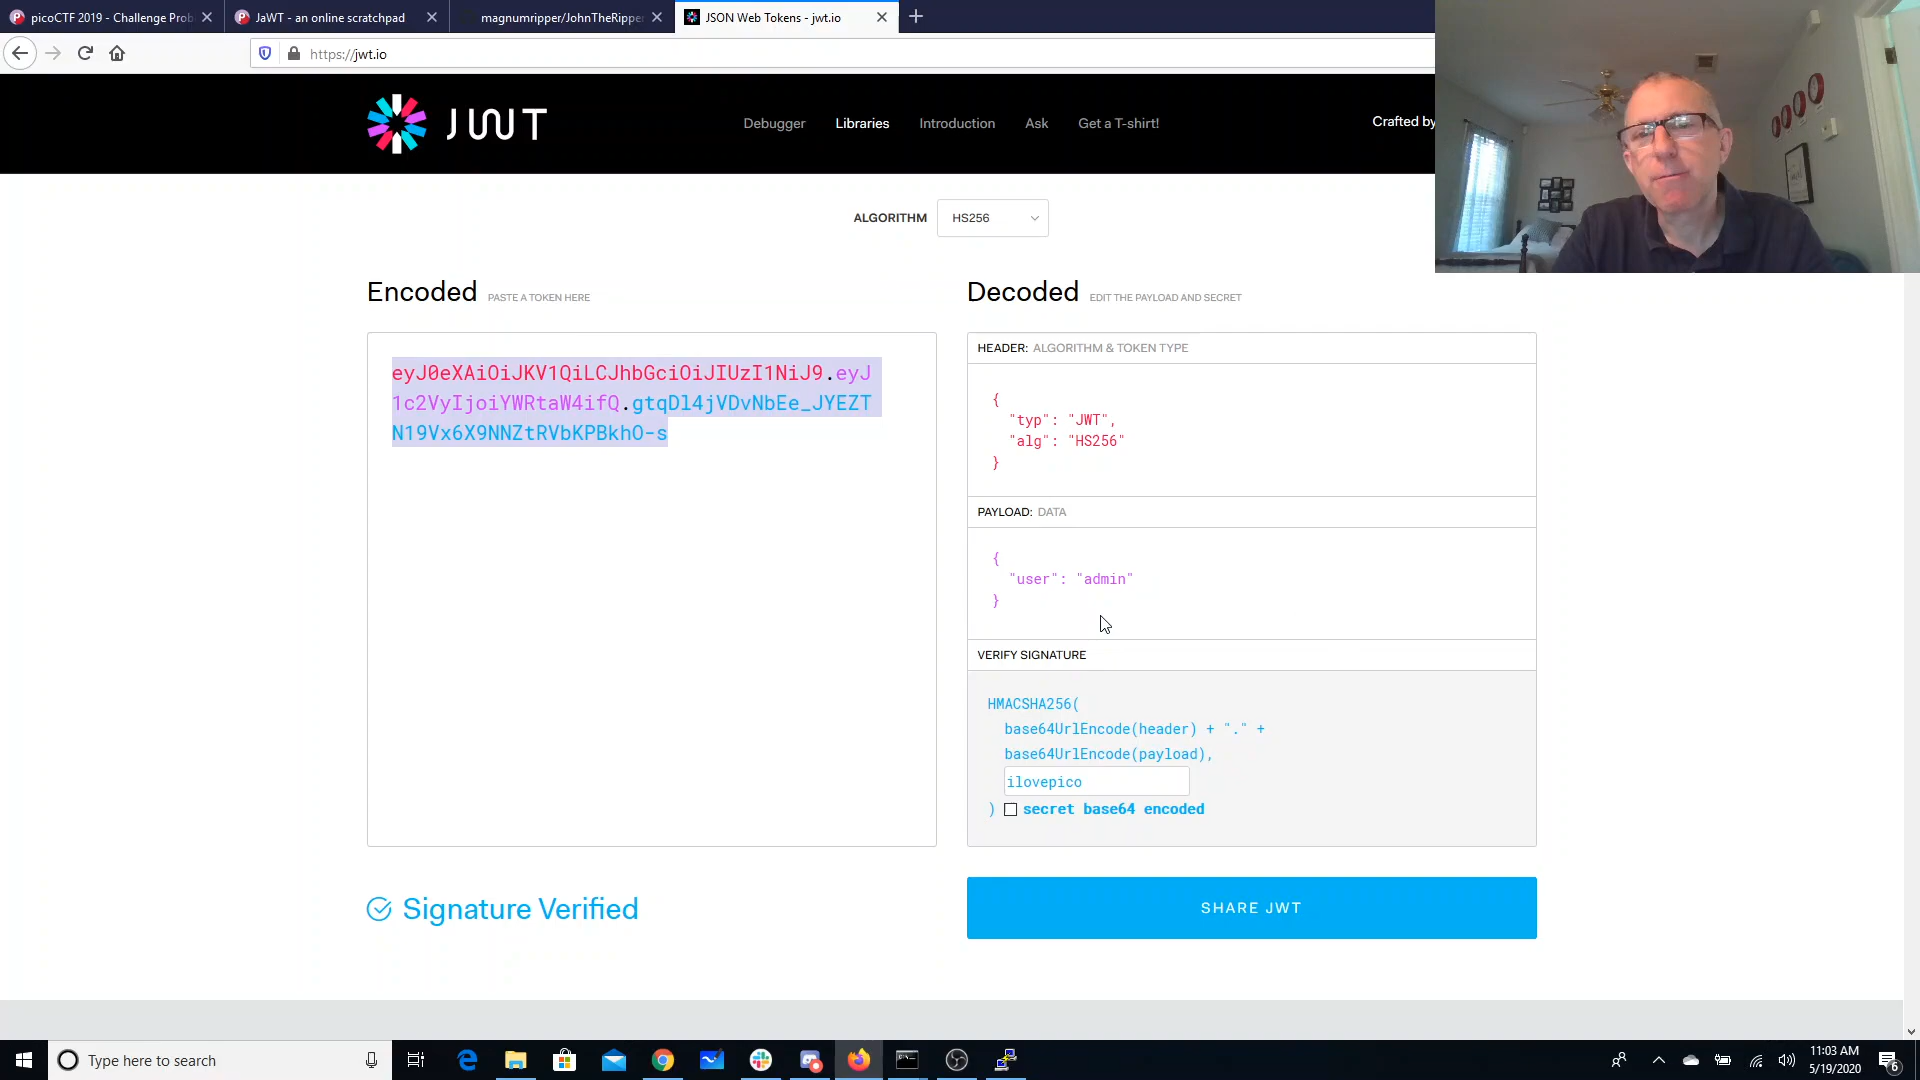 picoCTF 2019 - Challenge Prob
JaWT - an online scratchpad
magnumripper/JohnTheRipper
JSON Web Tokens - jwt.io
https://jwt.io
JWT
Debugger
Libraries
Introduction
Ask
Get a T-shirt!
Crafted by
ALGORITHM
HS256
Encoded PASTE A TOKEN HERE
eyJ0eXAiOiJKV1QiLCJhbGciOiJIUzI1NiJ9.eyJ
1c2VyIjoiYWRtaW4ifQ.gtqDl4jVDvNbEe_JYEZT
N19Vx6X9NNZtRVbKPBkhO-s
Decoded EDIT THE PAYLOAD AND SECRET
HEADER: ALGORITHM & TOKEN TYPE
{
"typ": "JWT",
"alg": "HS256"
}
PAYLOAD: DATA
{
"user": "admin"
}
VERIFY SIGNATURE
HMACSHA256(
base64UrlEncode(header) + "." +
base64UrlEncode(payload),
ilovepico
) secret base64 encoded
Signature Verified
SHARE JWT
Type here to search
11:03 AM
5/19/2020
6